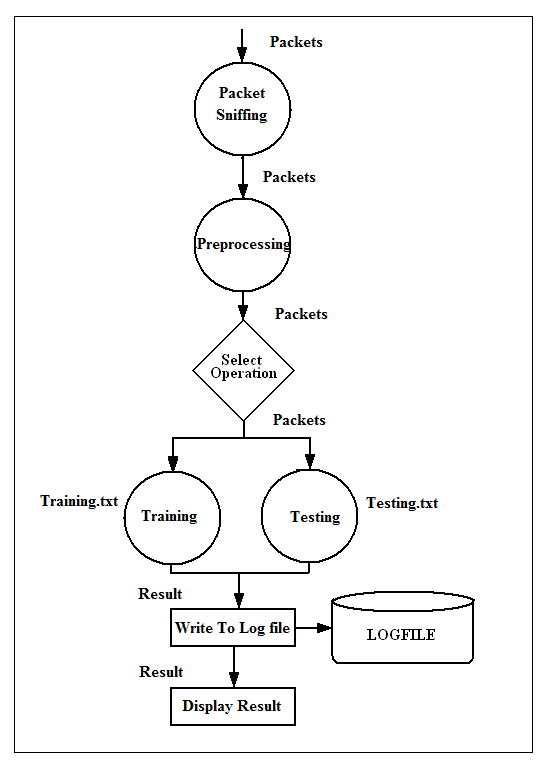 Packets
Packet
Sniffing
Packets
Preprocessing
Packets
Select
Operation
Packets
Training.txt
Training
Testing
Testing.txt
Result
Write To Log file
LOGFILE
Result
Display Result